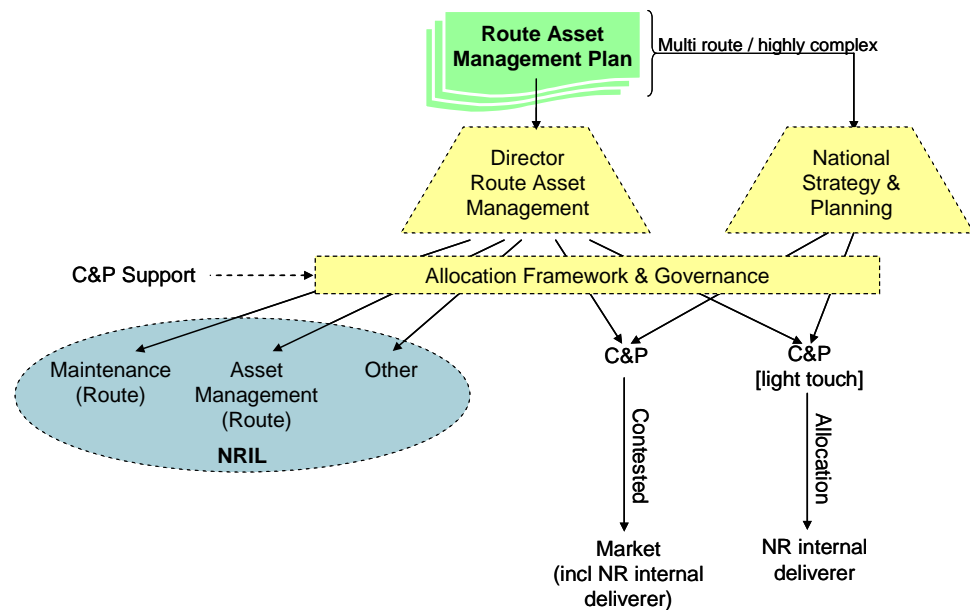 Route Asset
Management Plan
Multi route / highly complex
Director
Route Asset
Management
National
Strategy &
Planning
C&P Support
Allocation Framework & Governance
Maintenance
(Route)
Asset
Management
(Route)
Other
NRIL
C&P
C&P
[light touch]
Contested
Allocation
Market
(incl NR internal
deliverer)
NR internal
deliverer